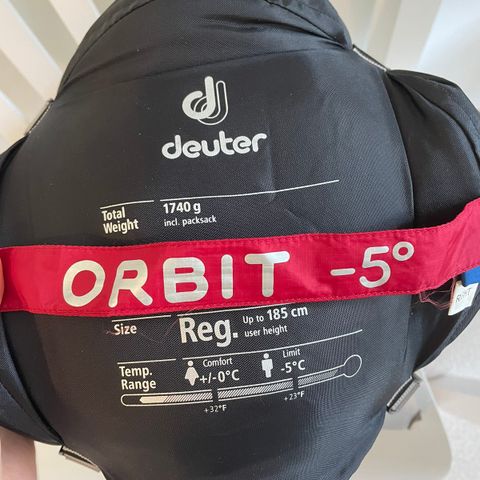 deuter
Total Weight
1740 g
incl. packsack
ORBIT -5°
Size
Reg.
Up to 185 cm
user height
Temp. Range
Comfort
+/-0°C
Limit
-5°C
+32°F
+23°F